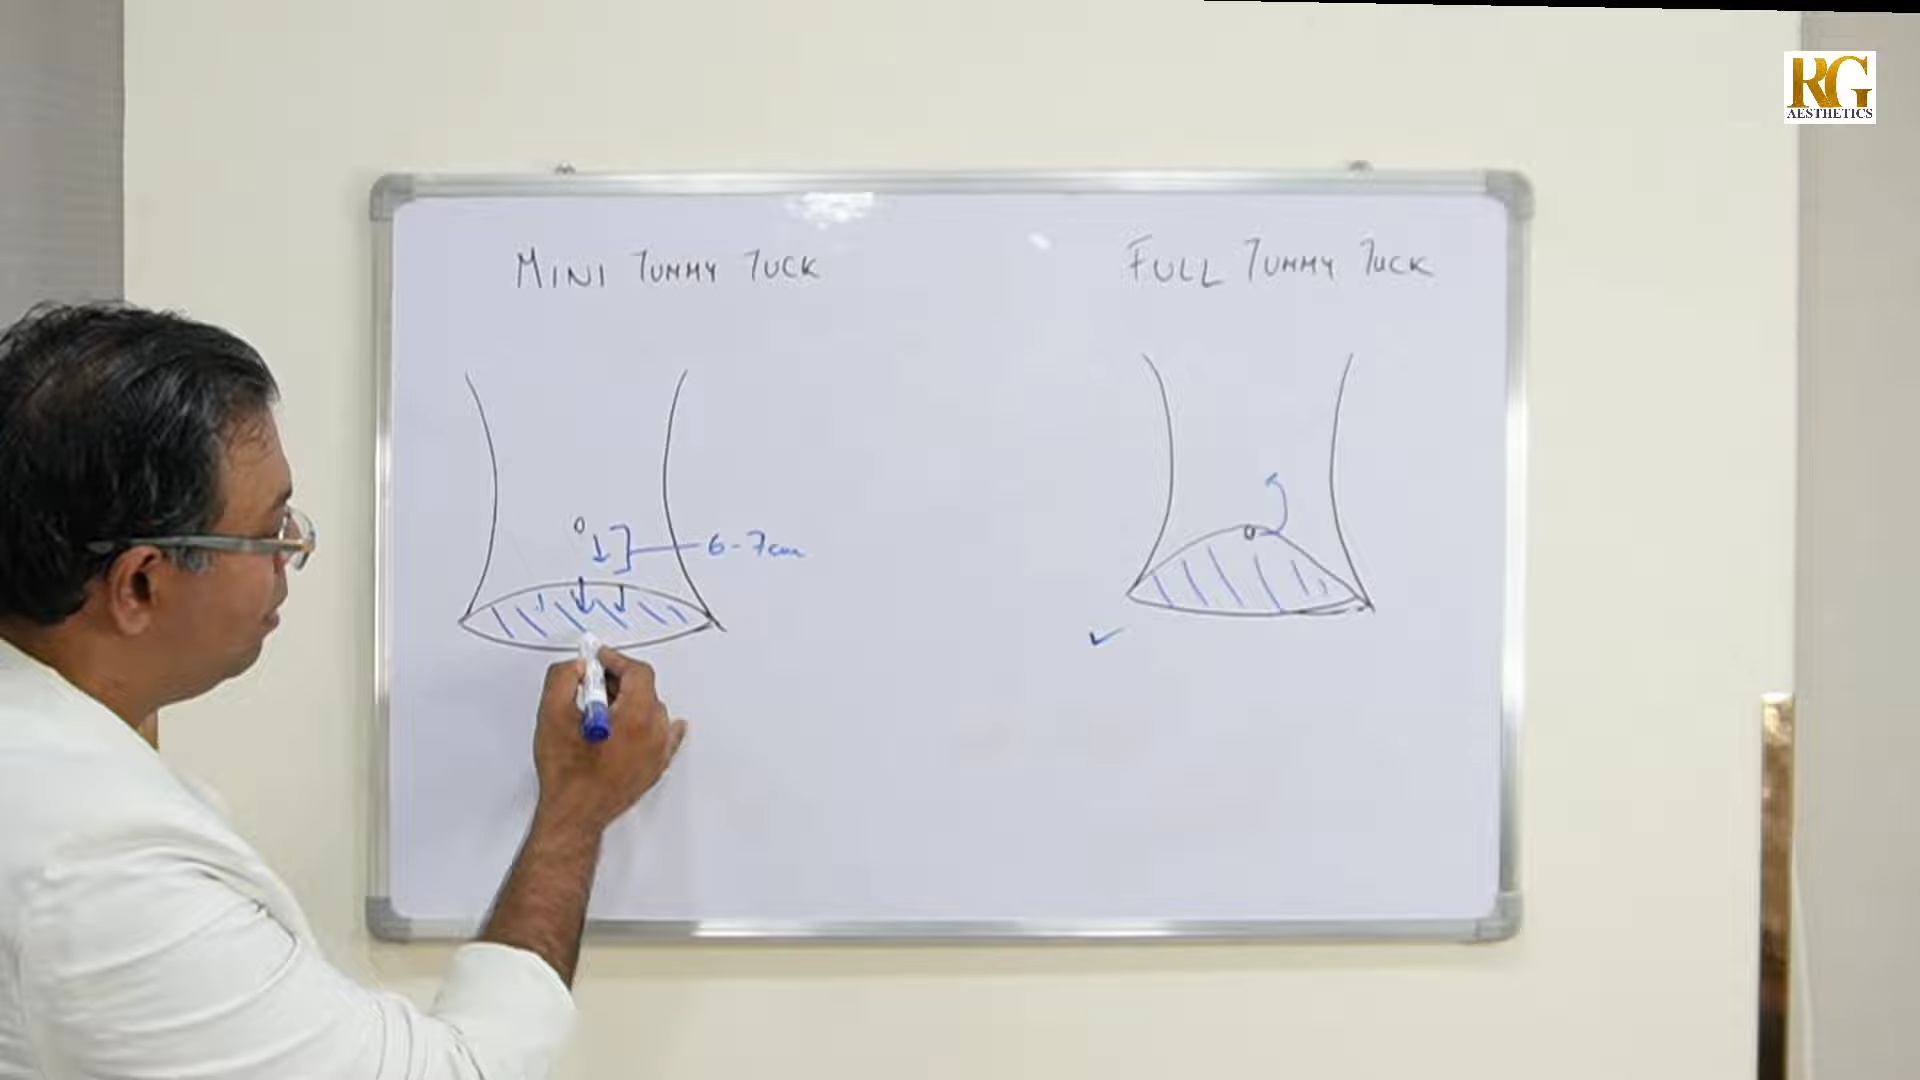 RG
AESTHETICS
MINI TUMMY TUCK
FULL TUMMY TUCK
6-7cm